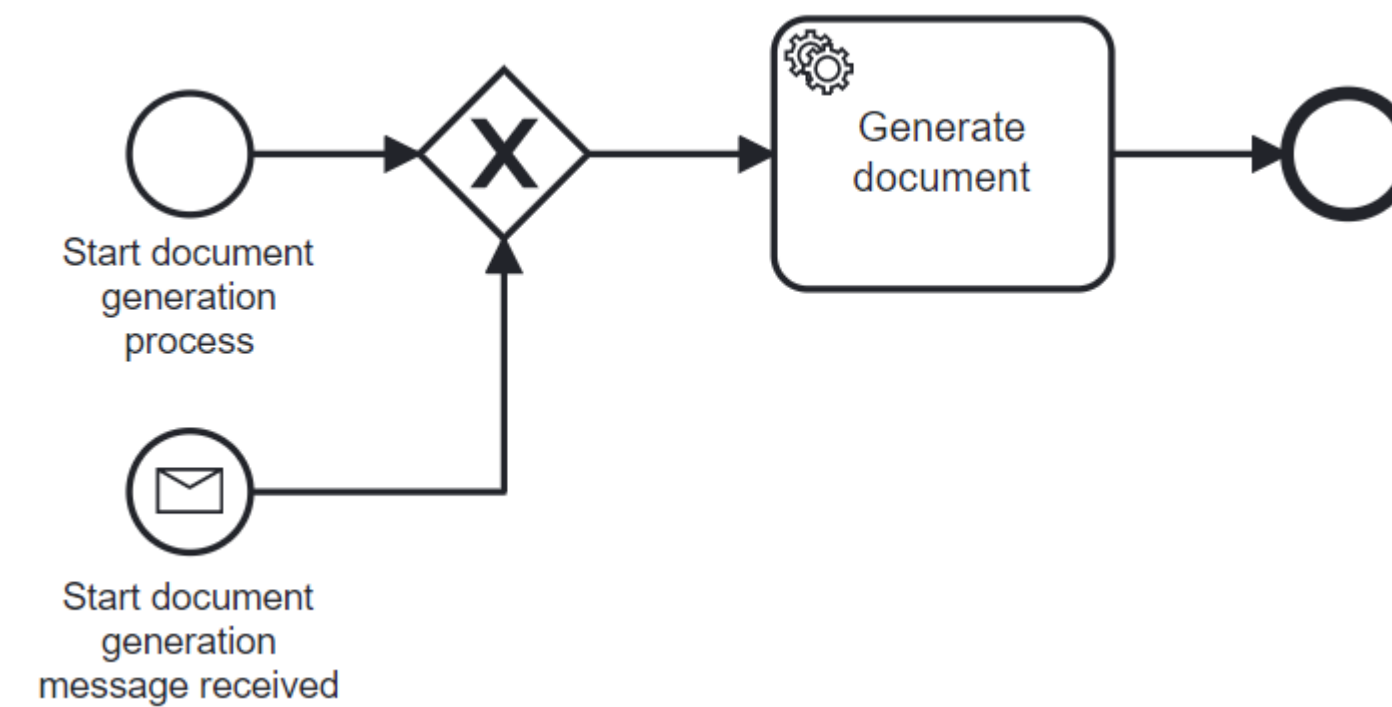 Generate
document
Start document
generation
process
Start document
generation
message received